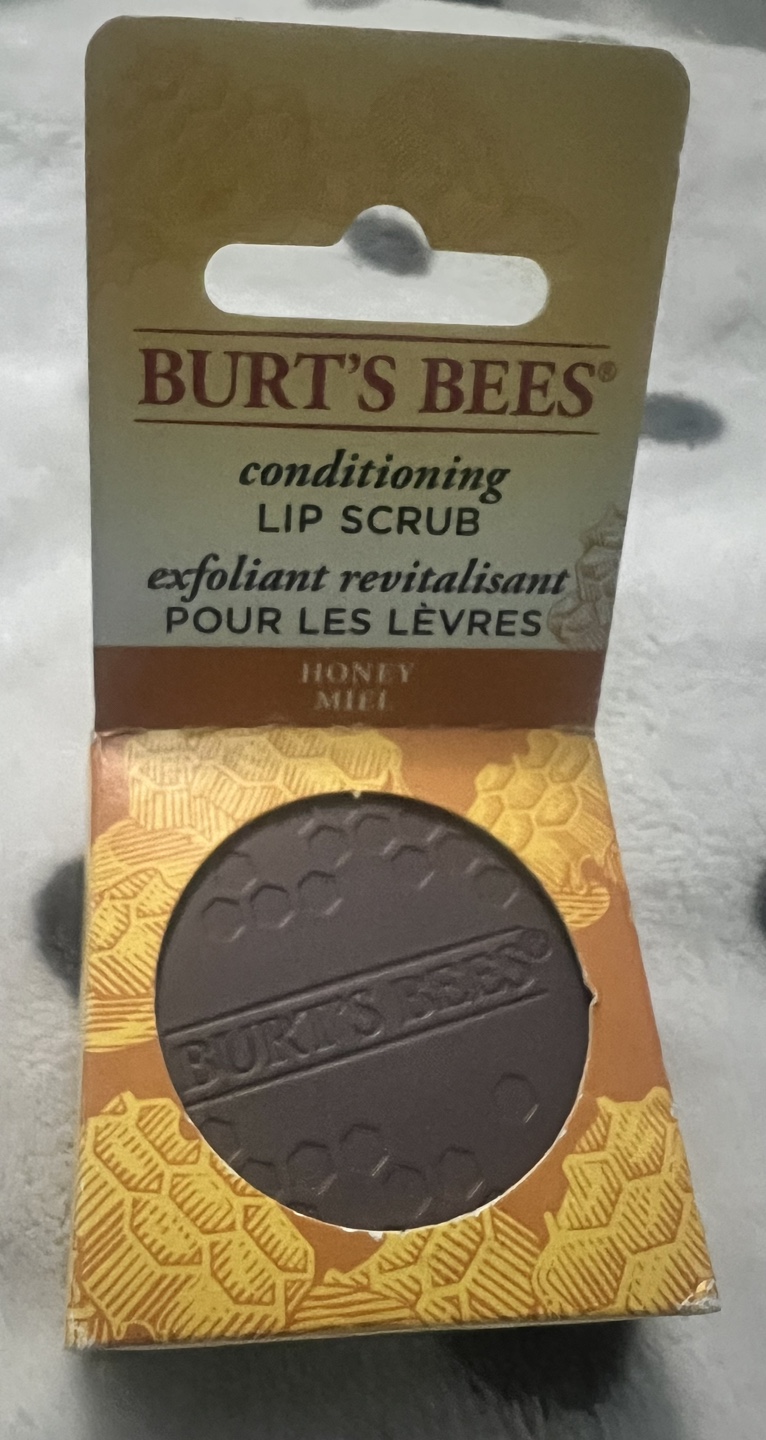 BURT'S BEES®
conditioning
LIP SCRUB
exfoliant revitalisant
POUR LES LÈVRES
HONEY
MIEL
BURT'S BEES®